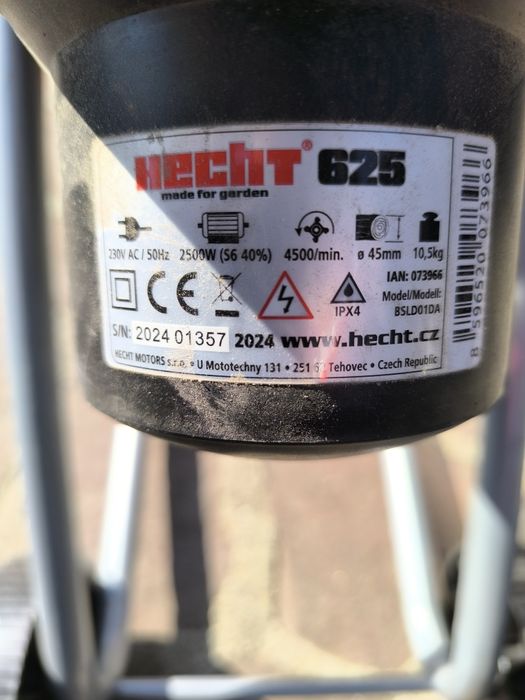 HECHT® 625
made for garden
230V AC / 50Hz 2500W (S6 40%) 4500/min. ø 45mm 10,5kg
IAN: 073966
CE IPX4 Model/Modell:
BSLD01DA
S/N: 2024 01357 2024 www.hecht.cz
HECHT MOTORS s.r.o. • U Mototechny 131 • 251 62 Tehovec • Czech Republic
8 596520 073966